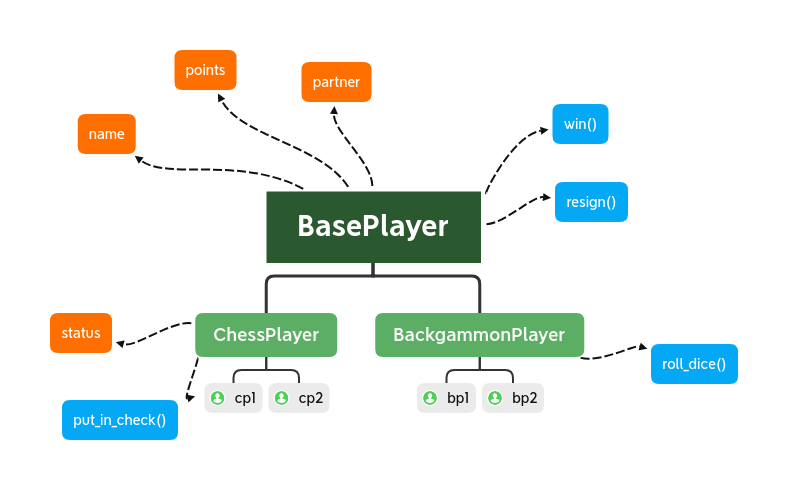 points
partner
name
win()
resign()
BasePlayer
status
ChessPlayer
BackgammonPlayer
roll_dice()
put_in_check()
cp1
cp2
bp1
bp2